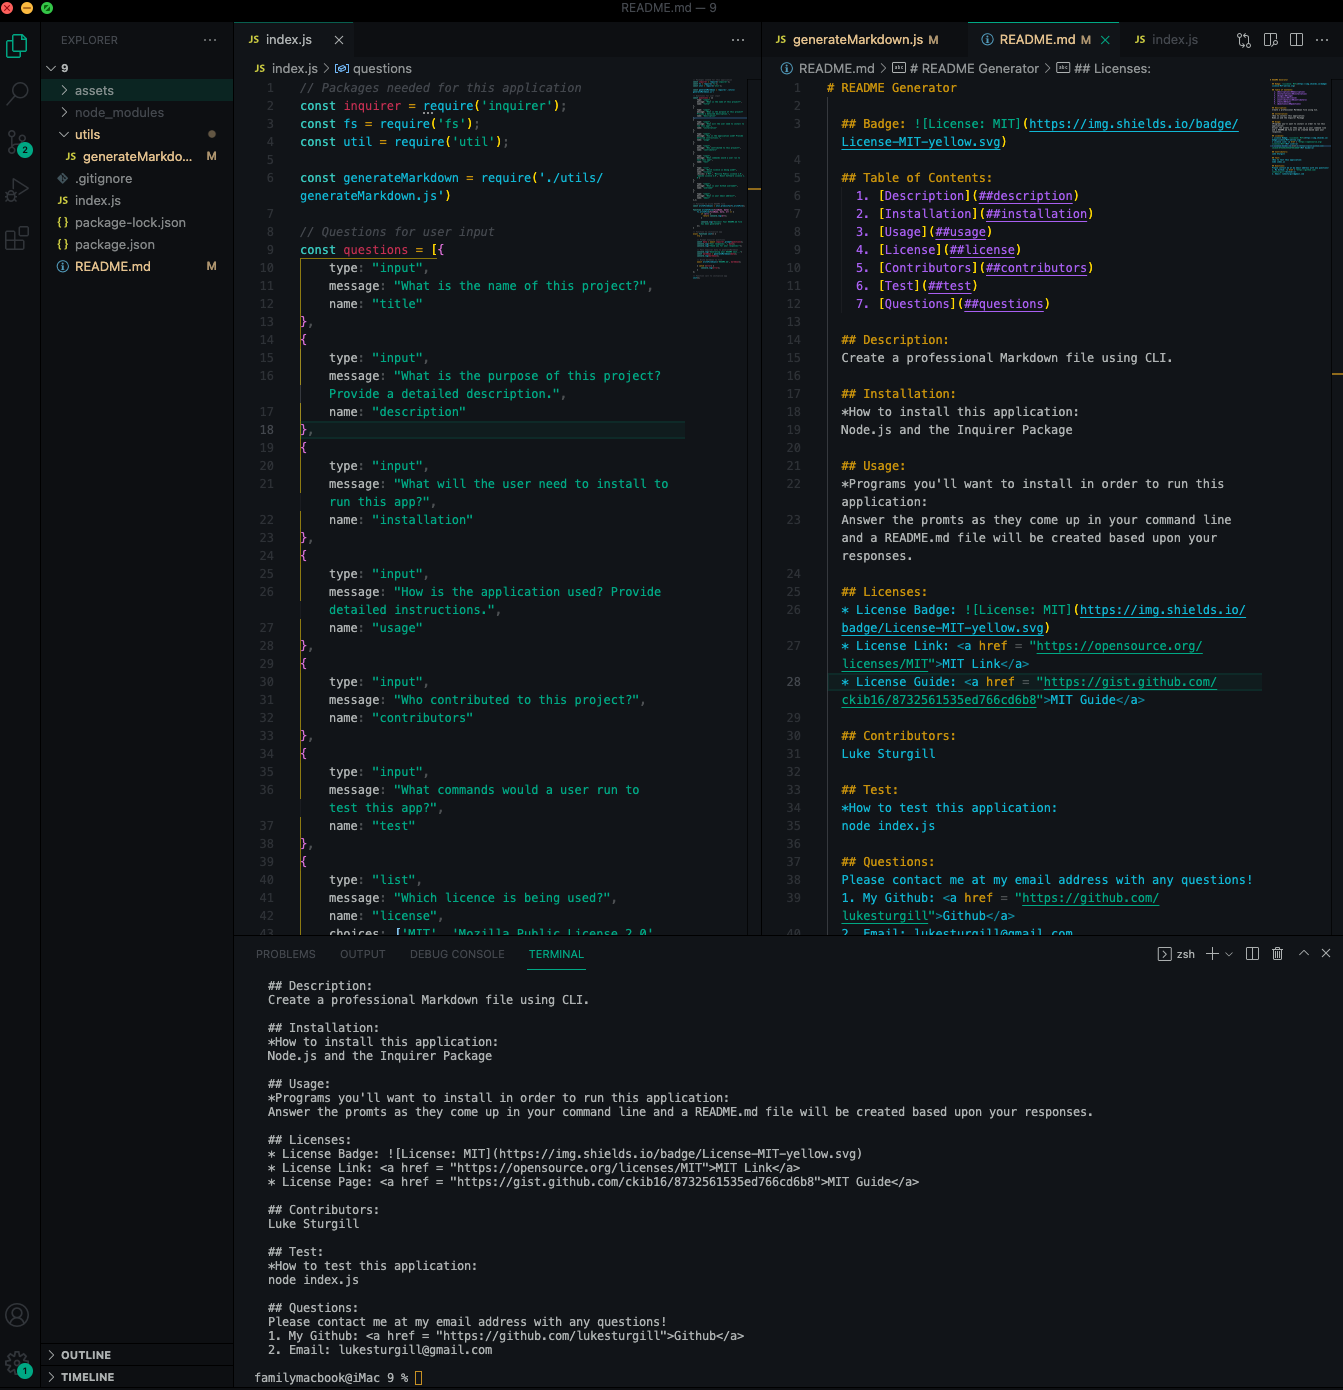 README.md — 9
EXPLORER
9
assets
node_modules
utils
JS generateMarkdo... M
.gitignore
JS index.js
{} package-lock.json
{} package.json
README.md M
2
1
OUTLINE
TIMELINE
JS index.js
JS index.js > questions
1 // Packages needed for this application
2 const inquirer = require('inquirer');
3 const fs = require('fs');
4 const util = require('util');
5
6 const generateMarkdown = require('./utils/
generateMarkdown.js')
7
8 // Questions for user input
9 const questions = [{
10 type: "input",
11 message: "What is the name of this project?",
12 name: "title"
13 },
14 {
15 type: "input",
16 message: "What is the purpose of this project?
Provide a detailed description.",
17 name: "description"
18 },
19 {
20 type: "input",
21 message: "What will the user need to install to
run this app?",
22 name: "installation"
23 },
24 {
25 type: "input",
26 message: "How is the application used? Provide
detailed instructions.",
27 name: "usage"
28 },
29 {
30 type: "input",
31 message: "Who contributed to this project?",
32 name: "contributors"
33 },
34 {
35 type: "input",
36 message: "What commands would a user run to
test this app?",
37 name: "test"
38 },
39 {
40 type: "list",
41 message: "Which licence is being used?",
42 name: "license",
43 choices: ['MIT', 'Mozilla Public License 2.0'
JS generateMarkdown.js M
README.md M
JS index.js
README.md > # README Generator > ## Licenses:
1 # README Generator
2
3 ## Badge: ![License: MIT](https://img.shields.io/badge/
License-MIT-yellow.svg)
4
5 ## Table of Contents:
6 1. [Description](##description)
7 2. [Installation](##installation)
8 3. [Usage](##usage)
9 4. [License](##license)
10 5. [Contributors](##contributors)
11 6. [Test](##test)
12 7. [Questions](##questions)
13
14 ## Description:
15 Create a professional Markdown file using CLI.
16
17 ## Installation:
18 *How to install this application:
19 Node.js and the Inquirer Package
20
21 ## Usage:
22 *Programs you'll want to install in order to run this
application:
23 Answer the promts as they come up in your command line
and a README.md file will be created based upon your
responses.
24
25 ## Licenses:
26 * License Badge: ![License: MIT](https://img.shields.io/
badge/License-MIT-yellow.svg)
27 * License Link: <a href = "https://opensource.org/
licenses/MIT">MIT Link</a>
28 * License Guide: <a href = "https://gist.github.com/
ckib16/8732561535ed766cd6b8">MIT Guide</a>
29
30 ## Contributors:
31 Luke Sturgill
32
33 ## Test:
34 *How to test this application:
35 node index.js
36
37 ## Questions:
38 Please contact me at my email address with any questions!
39 1. My Github: <a href = "https://github.com/
lukesturgill">Github</a>
40 2. Email: lukesturgill@gmail.com
PROBLEMS OUTPUT DEBUG CONSOLE TERMINAL
zsh
## Description:
Create a professional Markdown file using CLI.
## Installation:
*How to install this application:
Node.js and the Inquirer Package
## Usage:
*Programs you'll want to install in order to run this application:
Answer the promts as they come up in your command line and a README.md file will be created based upon your responses.
## Licenses:
* License Badge: ![License: MIT](https://img.shields.io/badge/License-MIT-yellow.svg)
* License Link: <a href = "https://opensource.org/licenses/MIT">MIT Link</a>
* License Page: <a href = "https://gist.github.com/ckib16/8732561535ed766cd6b8">MIT Guide</a>
## Contributors:
Luke Sturgill
## Test:
*How to test this application:
node index.js
## Questions:
Please contact me at my email address with any questions!
1. My Github: <a href = "https://github.com/lukesturgill">Github</a>
2. Email: lukesturgill@gmail.com
familymacbook@iMac 9 %